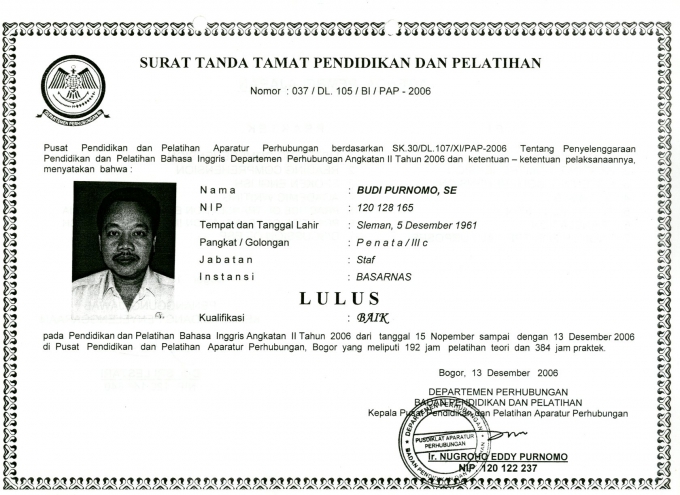 SURAT TANDA TAMAT PENDIDIKAN DAN PELATIHAN
Nomor : 037 / DL. 105 / BI / PAP - 2006
DEPARTEMEN PERHUBUNGAN RI
Pusat Pendidikan dan Pelatihan Aparatur Perhubungan berdasarkan SK.30/DL.107/XI/PAP-2006 Tentang Penyelenggaraan
Pendidikan dan Pelatihan Bahasa Inggris Departemen Perhubungan Angkatan II Tahun 2006 dan ketentuan – ketentuan pelaksanaannya,
menyatakan bahwa :
N a m a : BUDI PURNOMO, SE
N I P : 120 128 165
Tempat dan Tanggal Lahir : Sleman, 5 Desember 1961
Pangkat / Golongan : P e n a t a / III c
J a b a t a n : Staf
I n s t a n s i : BASARNAS
L U L U S
Kualifikasi : BAIK
pada Pendidikan dan Pelatihan Bahasa Inggris Angkatan II Tahun 2006 dari tanggal 15 Nopember sampai dengan 13 Desember 2006
di Pusat Pendidikan dan Pelatihan Aparatur Perhubungan, Bogor yang meliputi 192 jam pelatihan teori dan 384 jam praktek.
Bogor, 13 Desember 2006
DEPARTEMEN PERHUBUNGAN
BADAN PENDIDIKAN DAN PELATIHAN
Kepala Pusat Pendidikan dan Pelatihan Aparatur Perhubungan
DEPARTEMEN PERHUBUNGAN
PUSDIKLAT APARATUR
PERHUBUNGAN
Ir. NUGROHO EDDY PURNOMO
NIP. 120 122 237